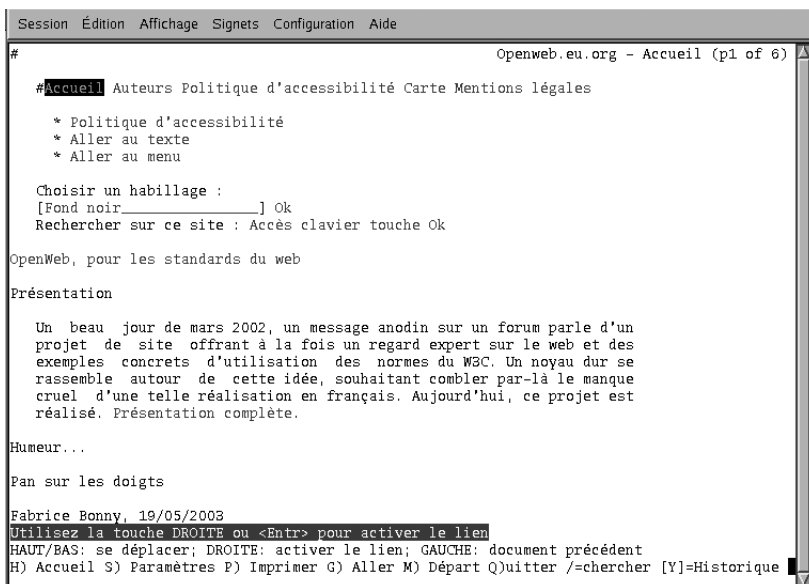 Session Édition Affichage Signets Configuration Aide
# Openweb.eu.org - Accueil (p1 of 6)
#Accueil Auteurs Politique d'accessibilité Carte Mentions légales
* Politique d'accessibilité
* Aller au texte
* Aller au menu
Choisir un habillage :
[Fond noir________________] Ok
Rechercher sur ce site : Accès clavier touche Ok
OpenWeb, pour les standards du web
Présentation
Un beau jour de mars 2002, un message anodin sur un forum parle d'un
projet de site offrant à la fois un regard expert sur le web et des
exemples concrets d'utilisation des normes du W3C. Un noyau dur se
rassemble autour de cette idée, souhaitant combler par-là le manque
cruel d'une telle réalisation en français. Aujourd'hui, ce projet est
réalisé. Présentation complète.
Humeur...
Pan sur les doigts
Fabrice Bonny, 19/05/2003
Utilisez la touche DROITE ou <Entr> pour activer le lien
HAUT/BAS: se déplacer; DROITE: activer le lien; GAUCHE: document précédent
H) Accueil S) Paramètres P) Imprimer G) Aller M) Départ Q)uitter /=chercher [Y]=Historique